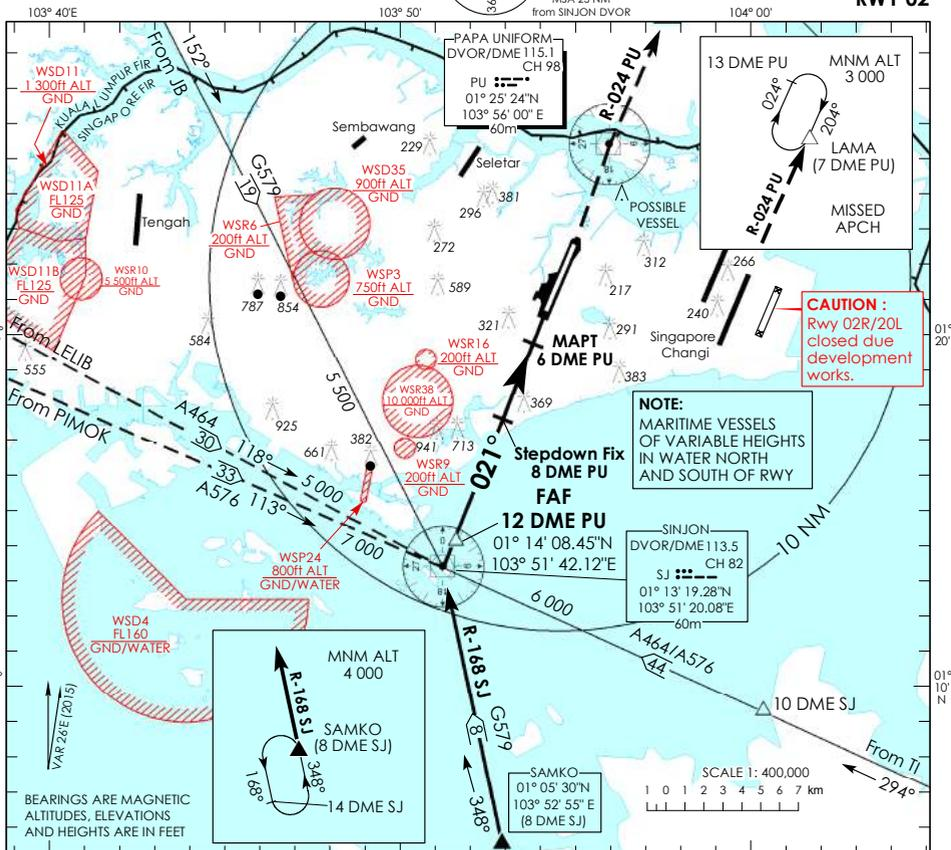 RWY 02
MSA 25 NM
from SINJON DVOR
103° 40' E
103° 50'
104° 00'
PAPA UNIFORM
DVOR/DME 115.1
CH 98
PU
01° 25' 24"N
103° 56' 00" E
60m
13 DME PU
MNM ALT
3 000
024°
204°
LAMA
(7 DME PU)
R-024 PU
MISSED
APCH
R-024 PU
From JB
152°
WSD11
1 300ft ALT
GND
KUALA LUMPUR FIR
SINGAPORE FIR
Sembawang
229
Seletar
381
296
POSSIBLE
VESSEL
G579
19
WSD35
900ft ALT
GND
WSD11A
FL125
GND
Tengah
WSR6
200ft ALT
GND
272
312
WSD11B
FL125
GND
WSR10
5 500ft ALT
GND
WSP3
750ft ALT
GND
589
787
854
217
266
240
321
291
Singapore
Changi
CAUTION :
Rwy 02R/20L
closed due
development
works.
01°
20'
584
MAPT
6 DME PU
WSR16
200ft ALT
GND
383
From LELIB
555
5 500
WSR38
10 000ft ALT
GND
369
NOTE:
MARITIME VESSELS
OF VARIABLE HEIGHTS
IN WATER NORTH
AND SOUTH OF RWY
From PIMOK
A464
30
118°
5 000
925
661
382
941
713
WSR9
200ft ALT
GND
021°
Stepdown Fix
8 DME PU
33
A576
113°
7 000
FAF
12 DME PU
01° 14' 08.45"N
103° 51' 42.12"E
10 NM
WSP24
800ft ALT
GND/WATER
SINJON
DVOR/DME 113.5
CH 82
SJ
01° 13' 19.28"N
103° 51' 20.08"E
60m
6 000
WSD4
FL160
GND/WATER
A464/A576
44
MNM ALT
4 000
R-168 SJ
SAMKO
(8 DME SJ)
168°
348°
14 DME SJ
R-168 SJ
G579
8
348°
10 DME SJ
01°
10'
N
VAR 26'E (2015)
From TI
294°
SAMKO
01° 05' 30"N
103° 52' 55" E
(8 DME SJ)
SCALE 1: 400,000
1 0 1 2 3 4 5 6 7 km
BEARINGS ARE MAGNETIC
ALTITUDES, ELEVATIONS
AND HEIGHTS ARE IN FEET